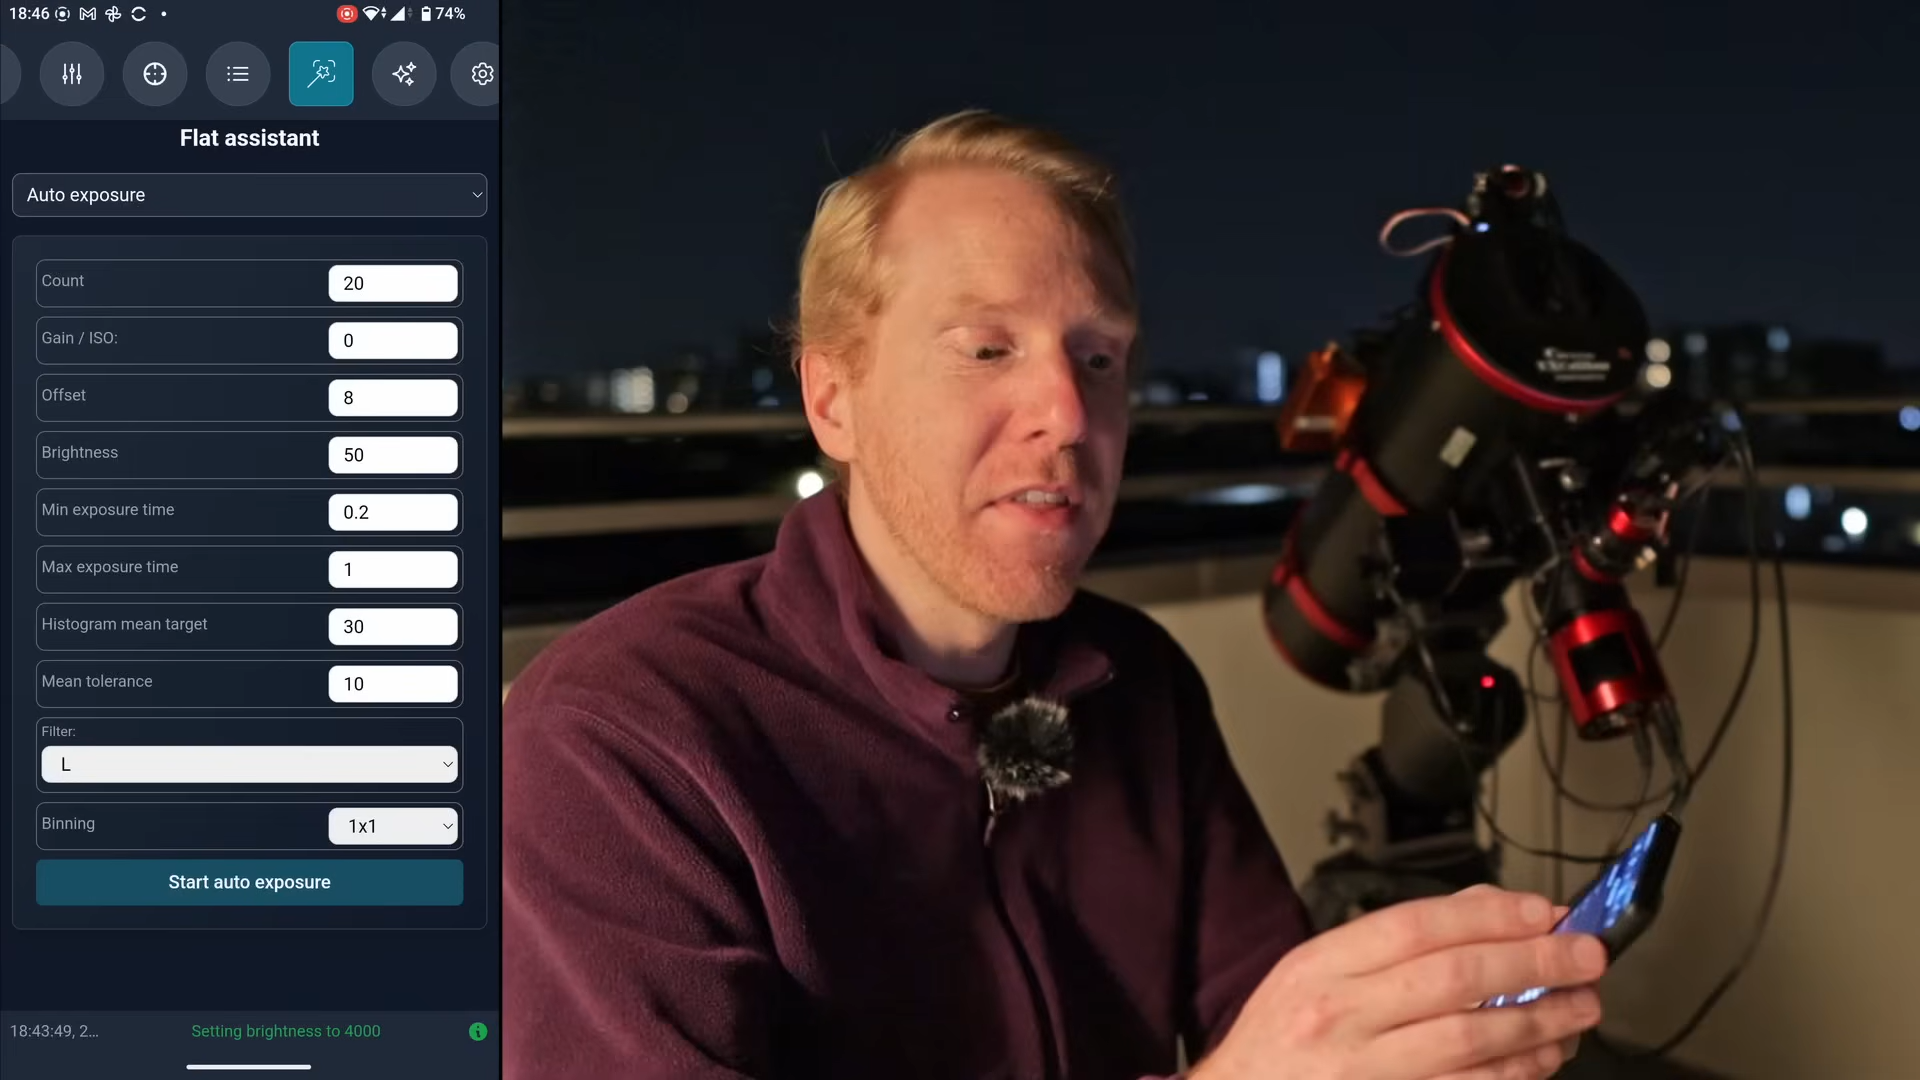 18:46
74%
Flat assistant
Auto exposure
Count
20
Gain / ISO:
0
Offset
8
Brightness
50
Min exposure time
0.2
Max exposure time
1
Histogram mean target
30
Mean tolerance
10
Filter:
L
Binning
1x1
Start auto exposure
18:43:49, 2...
Setting brightness to 4000